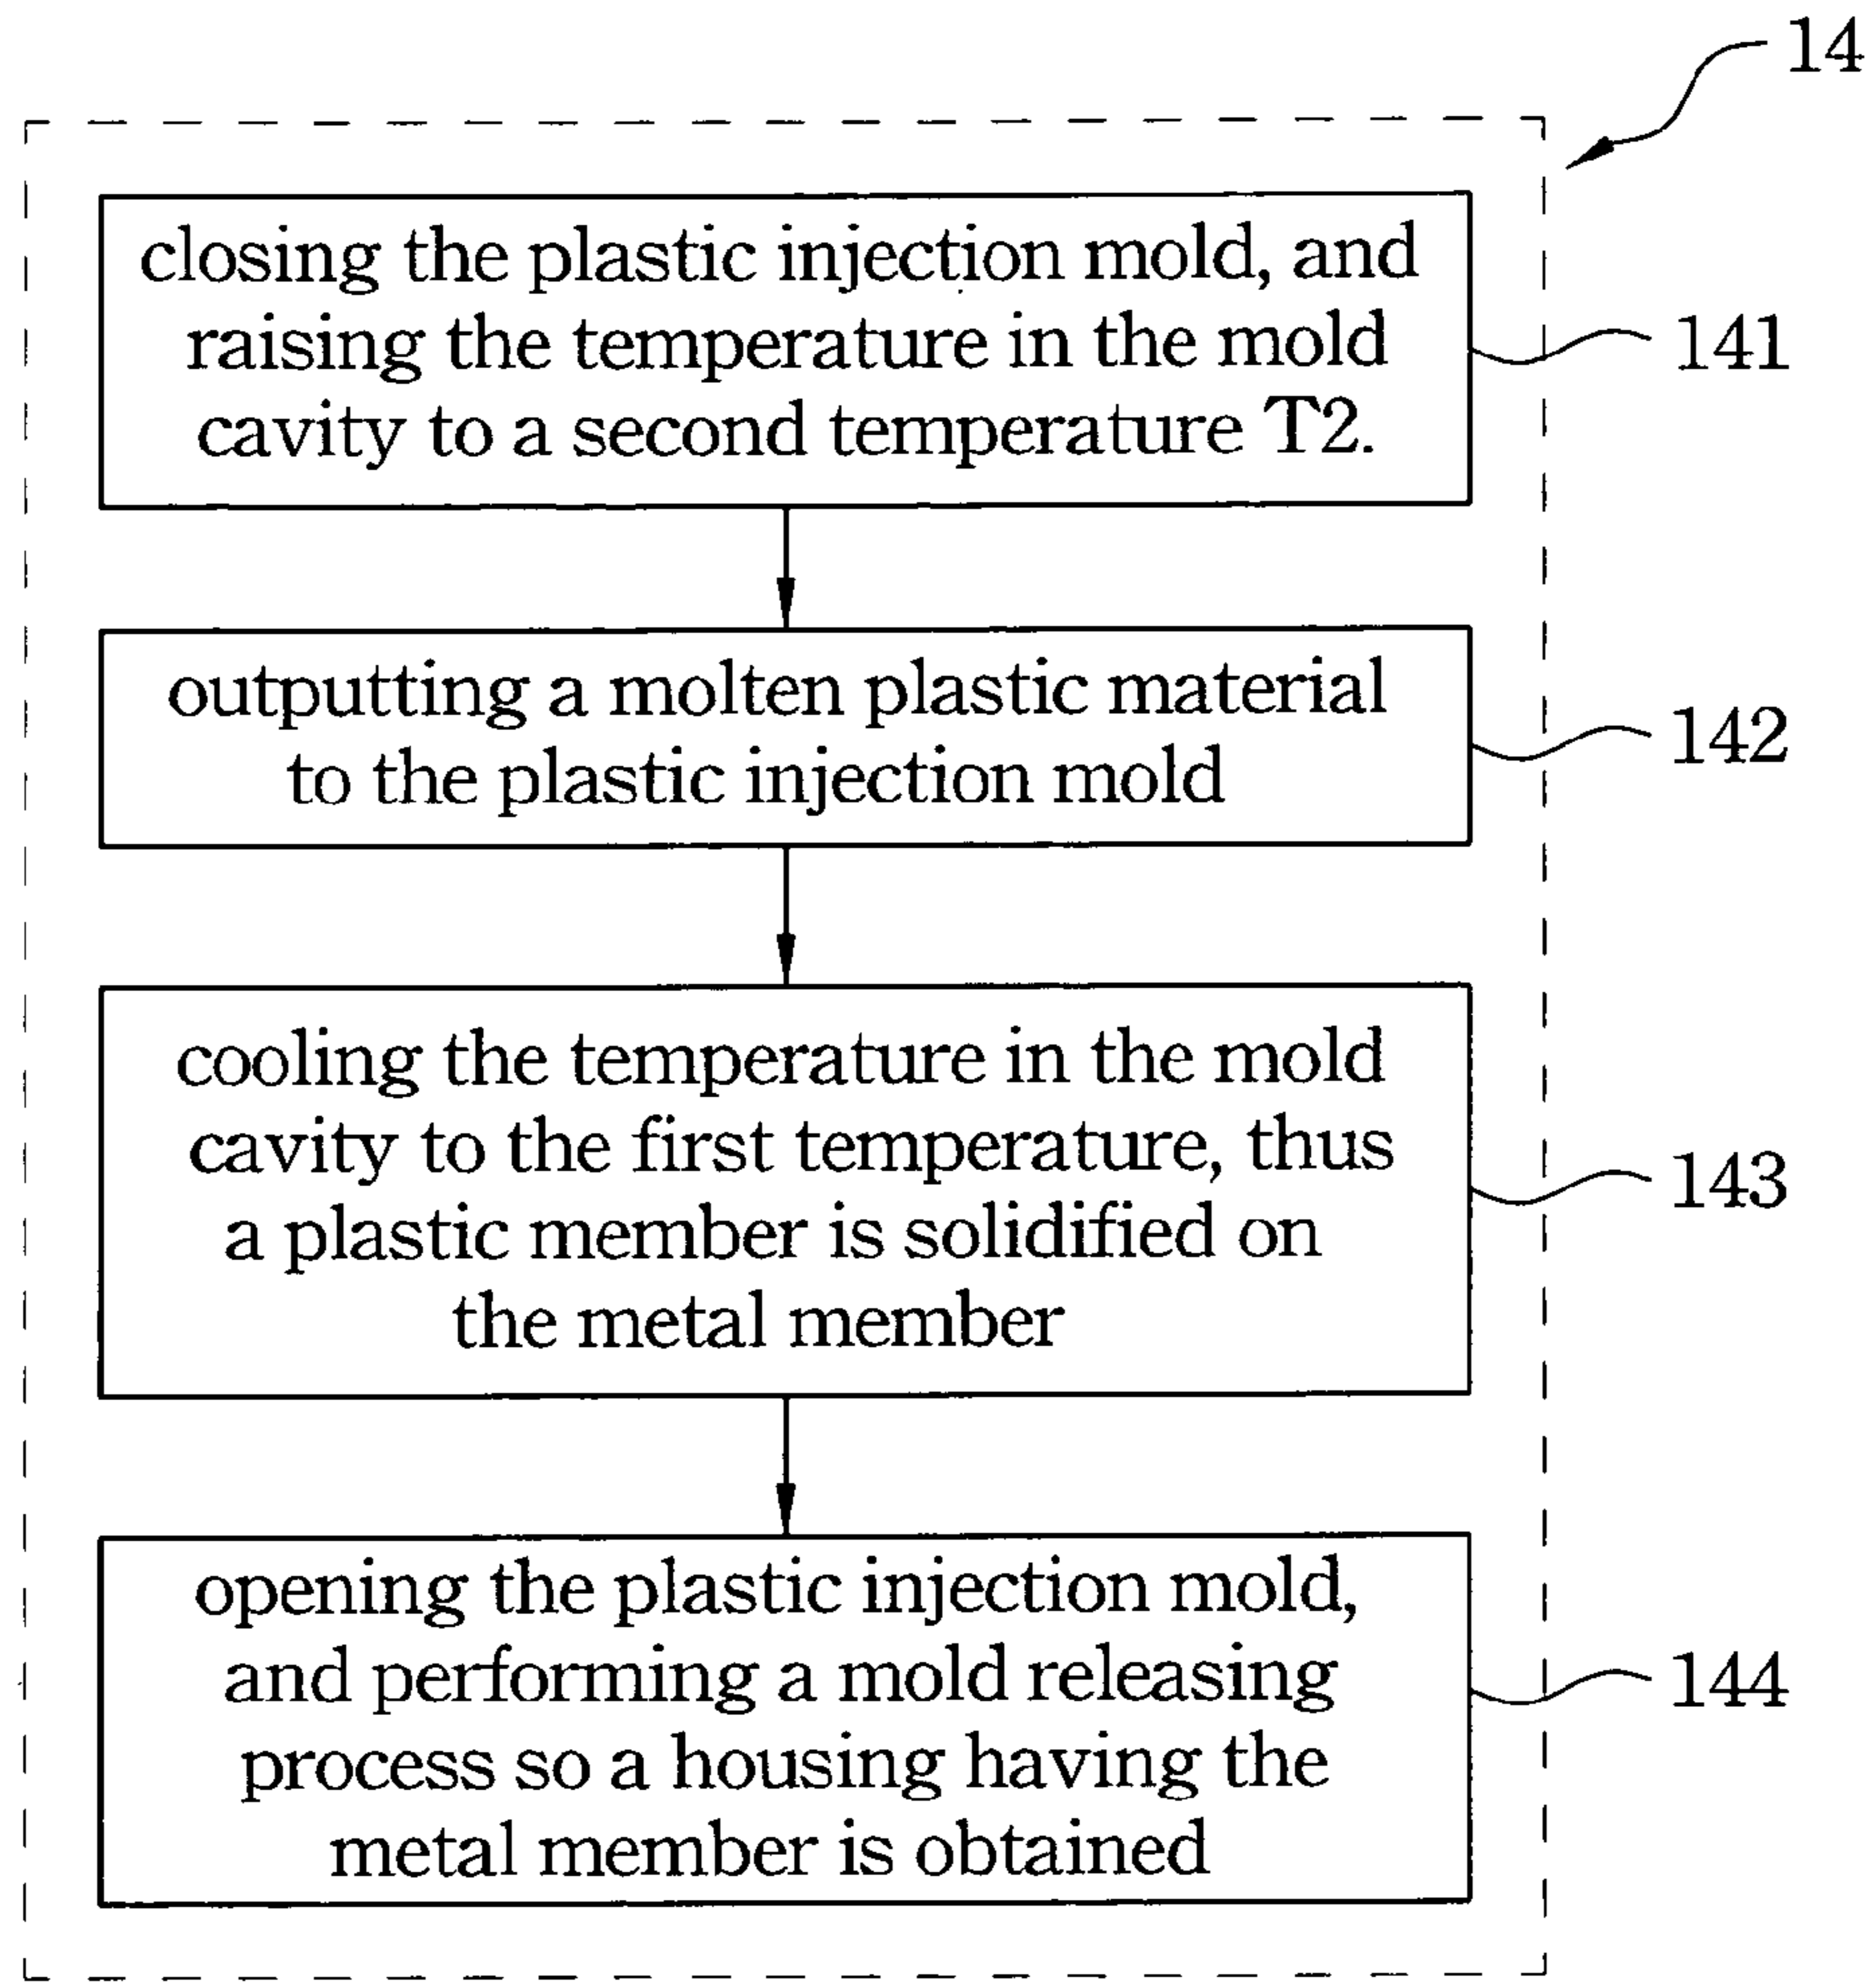 14
closing the plastic injection mold, and
raising the temperature in the mold
cavity to a second temperature T2.
141
outputting a molten plastic material
to the plastic injection mold
142
cooling the temperature in the mold
cavity to the first temperature, thus
a plastic member is solidified on
the metal member
143
opening the plastic injection mold,
and performing a mold releasing
process so a housing having the
metal member is obtained
144